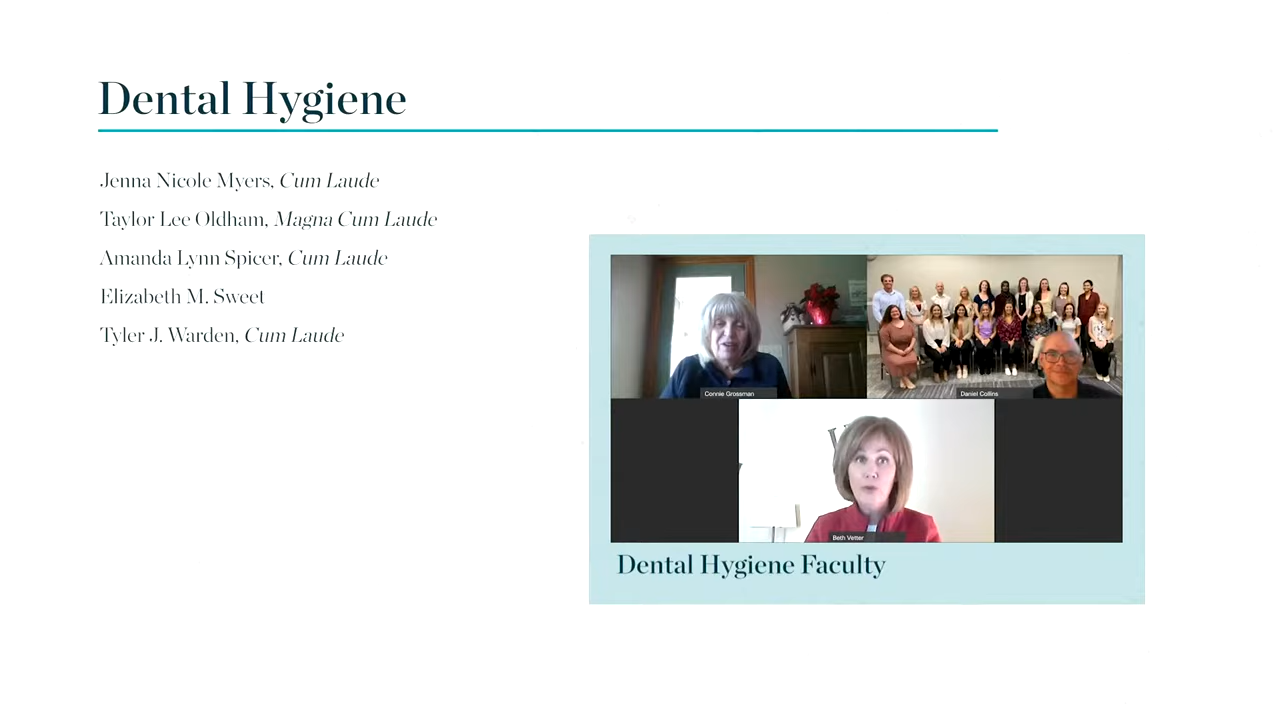 Dental Hygiene
Jenna Nicole Myers, Cum Laude
Taylor Lee Oldham, Magna Cum Laude
Amanda Lynn Spicer, Cum Laude
Elizabeth M. Sweet
Tyler J. Warden, Cum Laude
Connie Grossman
Daniel Collins
Beth Vetter
Dental Hygiene Faculty